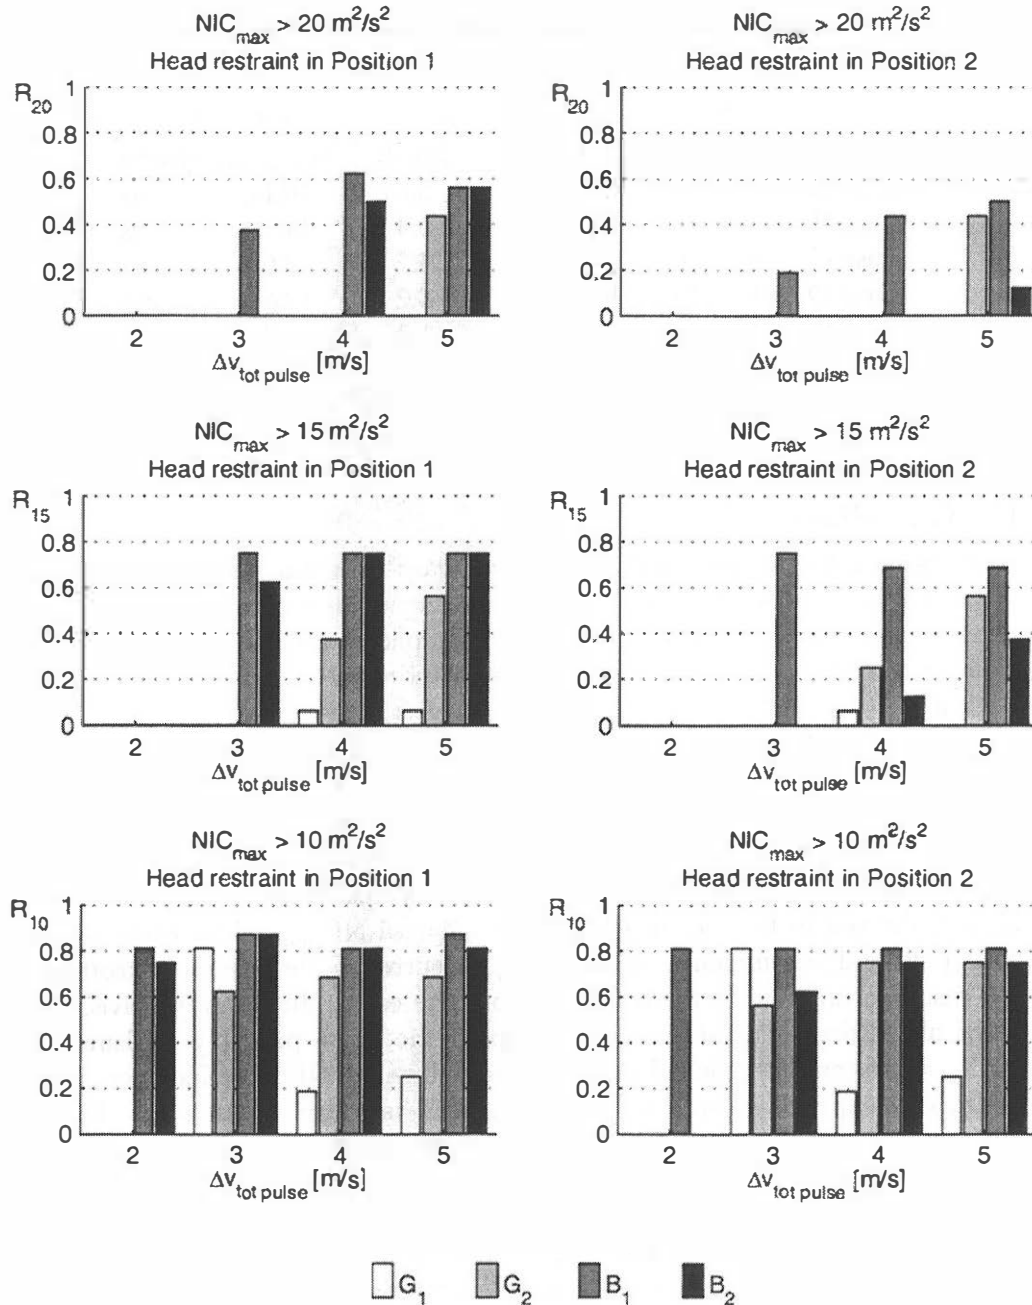 NIC_max > 20 m²/s²
Head restraint in Position 1
R_20
1
0.8
0.6
0.4
0.2
0
2 3 4 5
Δv_tot pulse [m/s]
NIC_max > 20 m²/s²
Head restraint in Position 2
R_20
1
0.8
0.6
0.4
0.2
0
2 3 4 5
Δv_tot pulse [m/s]
NIC_max > 15 m²/s²
Head restraint in Position 1
R_15
1
0.8
0.6
0.4
0.2
0
2 3 4 5
Δv_tot pulse [m/s]
NIC_max > 15 m²/s²
Head restraint in Position 2
R_15
1
0.8
0.6
0.4
0.2
0
2 3 4 5
Δv_tot pulse [m/s]
NIC_max > 10 m²/s²
Head restraint in Position 1
R_10
1
0.8
0.6
0.4
0.2
0
2 3 4 5
Δv_tot pulse [m/s]
NIC_max > 10 m²/s²
Head restraint in Position 2
R_10
1
0.8
0.6
0.4
0.2
0
2 3 4 5
Δv_tot pulse [m/s]
G_1 G_2 B_1 B_2